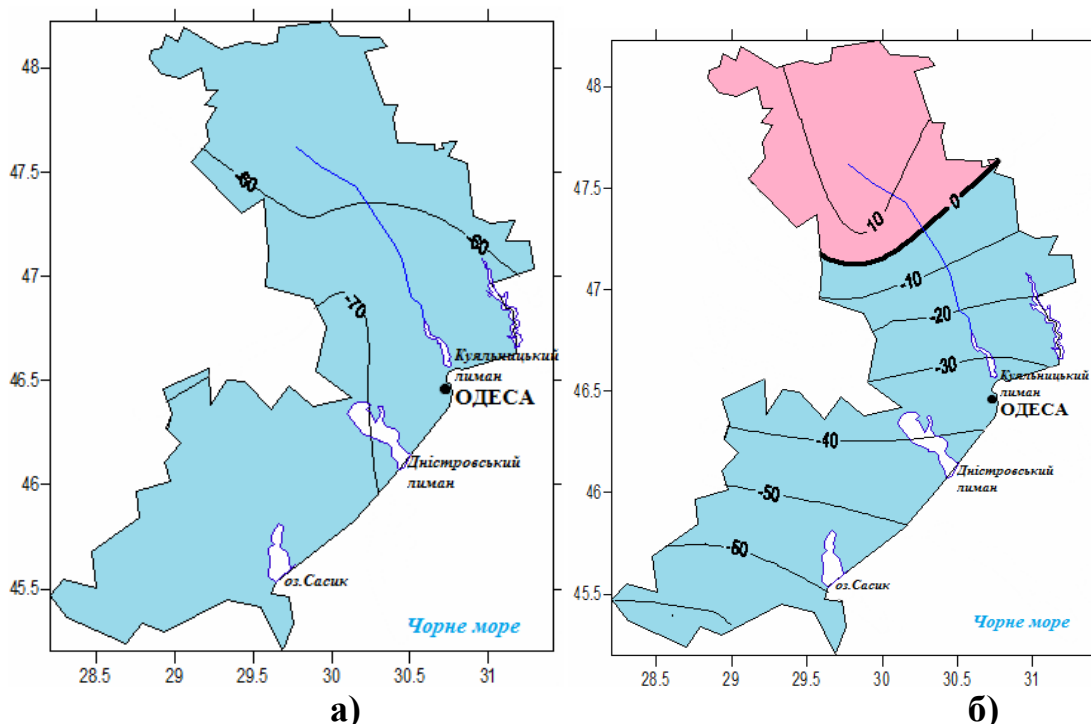 48
47.5
-60
-60
47
-70
Куяльницький
лиман
46.5
ОДЕСА
Дністровський
лиман
46
оз.Сасик
45.5
Чорне море
28.5 29 29.5 30 30.5 31
а)
48
47.5
0
10
-10
47
-20
-30
Куяльницький
лиман
46.5
ОДЕСА
-40
Дністровський
лиман
-50
46
-60
оз.Сасик
45.5
Чорне море
28.5 29 29.5 30 30.5 31
б)